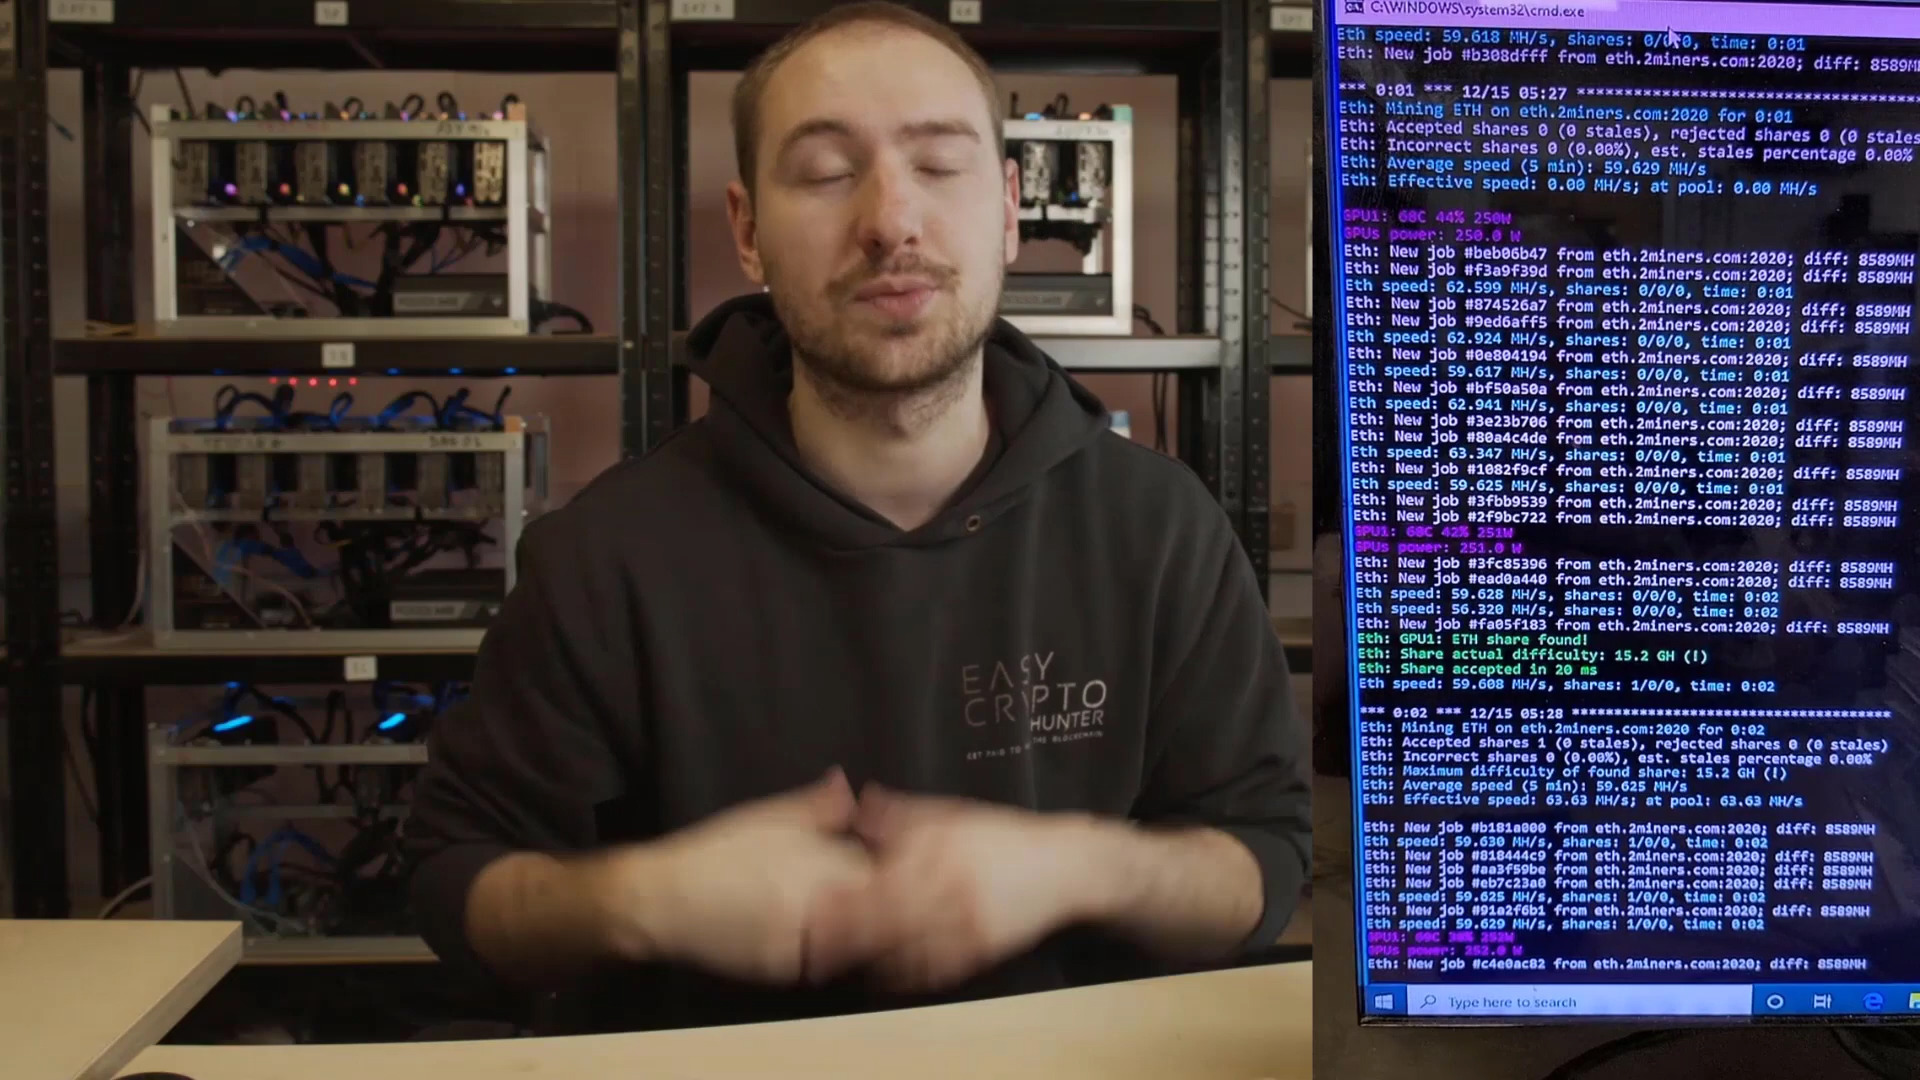 EASY
CRYPTO
HUNTER
C:\WINDOWS\system32\cmd.exe
Eth speed: 59.618 MH/s, shares: 0/0/0, time: 0:01
Eth: New job #b308dfff from eth.2miners.com:2020; diff: 8589M
*** 0:01 *** 12/15 05:27 **************************************
Eth: Mining ETH on eth.2miners.com:2020 for 0:01
Eth: Accepted shares 0 (0 stales), rejected shares 0 (0 stales
Eth: Incorrect shares 0 (0.00%), est. stales percentage 0.00%
Eth: Average speed (5 min): 59.629 MH/s
Eth: Effective speed: 0.00 MH/s; at pool: 0.00 MH/s
GPU1: 68C 44% 250W
GPUs power: 250.0 W
Eth: New job #beb06b47 from eth.2miners.com:2020; diff: 8589MH
Eth: New job #f3a9f39d from eth.2miners.com:2020; diff: 8589MH
Eth speed: 62.599 MH/s, shares: 0/0/0, time: 0:01
Eth: New job #874526a7 from eth.2miners.com:2020; diff: 8589MH
Eth: New job #9ed6aff5 from eth.2miners.com:2020; diff: 8589MH
Eth speed: 62.924 MH/s, shares: 0/0/0, time: 0:01
Eth: New job #0e804194 from eth.2miners.com:2020; diff: 8589MH
Eth speed: 59.617 MH/s, shares: 0/0/0, time: 0:01
Eth: New job #bf50a50a from eth.2miners.com:2020; diff: 8589MH
Eth speed: 62.941 MH/s, shares: 0/0/0, time: 0:01
Eth: New job #3e23b706 from eth.2miners.com:2020; diff: 8589MH
Eth: New job #80a4c4de from eth.2miners.com:2020; diff: 8589MH
Eth speed: 63.347 MH/s, shares: 0/0/0, time: 0:01
Eth: New job #1082f9cf from eth.2miners.com:2020; diff: 8589MH
Eth speed: 59.625 MH/s, shares: 0/0/0, time: 0:01
Eth: New job #3fbb9539 from eth.2miners.com:2020; diff: 8589MH
Eth: New job #2f9bc722 from eth.2miners.com:2020; diff: 8589MH
GPU1: 68C 42% 251W
GPUs power: 251.0 W
Eth: New job #3fc85396 from eth.2miners.com:2020; diff: 8589MH
Eth: New job #ead0a440 from eth.2miners.com:2020; diff: 8589MH
Eth speed: 59.628 MH/s, shares: 0/0/0, time: 0:02
Eth speed: 56.320 MH/s, shares: 0/0/0, time: 0:02
Eth: New job #fa05f183 from eth.2miners.com:2020; diff: 8589MH
Eth: GPU1: ETH share found!
Eth: Share actual difficulty: 15.2 GH (!)
Eth: Share accepted in 20 ms
Eth speed: 59.608 MH/s, shares: 1/0/0, time: 0:02
*** 0:02 *** 12/15 05:28 ***********************************
Eth: Mining ETH on eth.2miners.com:2020 for 0:02
Eth: Accepted shares 1 (0 stales), rejected shares 0 (0 stales)
Eth: Incorrect shares 0 (0.00%), est. stales percentage 0.00%
Eth: Maximum difficulty of found share: 15.2 GH (!)
Eth: Average speed (5 min): 59.625 MH/s
Eth: Effective speed: 63.63 MH/s; at pool: 63.63 MH/s
Eth: New job #b181a000 from eth.2miners.com:2020; diff: 8589MH
Eth speed: 59.630 MH/s, shares: 1/0/0, time: 0:02
Eth: New job #818444c9 from eth.2miners.com:2020; diff: 8589MH
Eth: New job #aa3f59be from eth.2miners.com:2020; diff: 8589MH
Eth: New job #eb7c23a0 from eth.2miners.com:2020; diff: 8589MH
Eth speed: 59.625 MH/s, shares: 1/0/0, time: 0:02
Eth: New job #91a2f6b1 from eth.2miners.com:2020; diff: 8589MH
Eth speed: 59.629 MH/s, shares: 1/0/0, time: 0:02
GPUs power: 252.0 W
Eth: New job #c4e0ac82 from eth.2miners.com:2020; diff: 8589MH
Type here to search